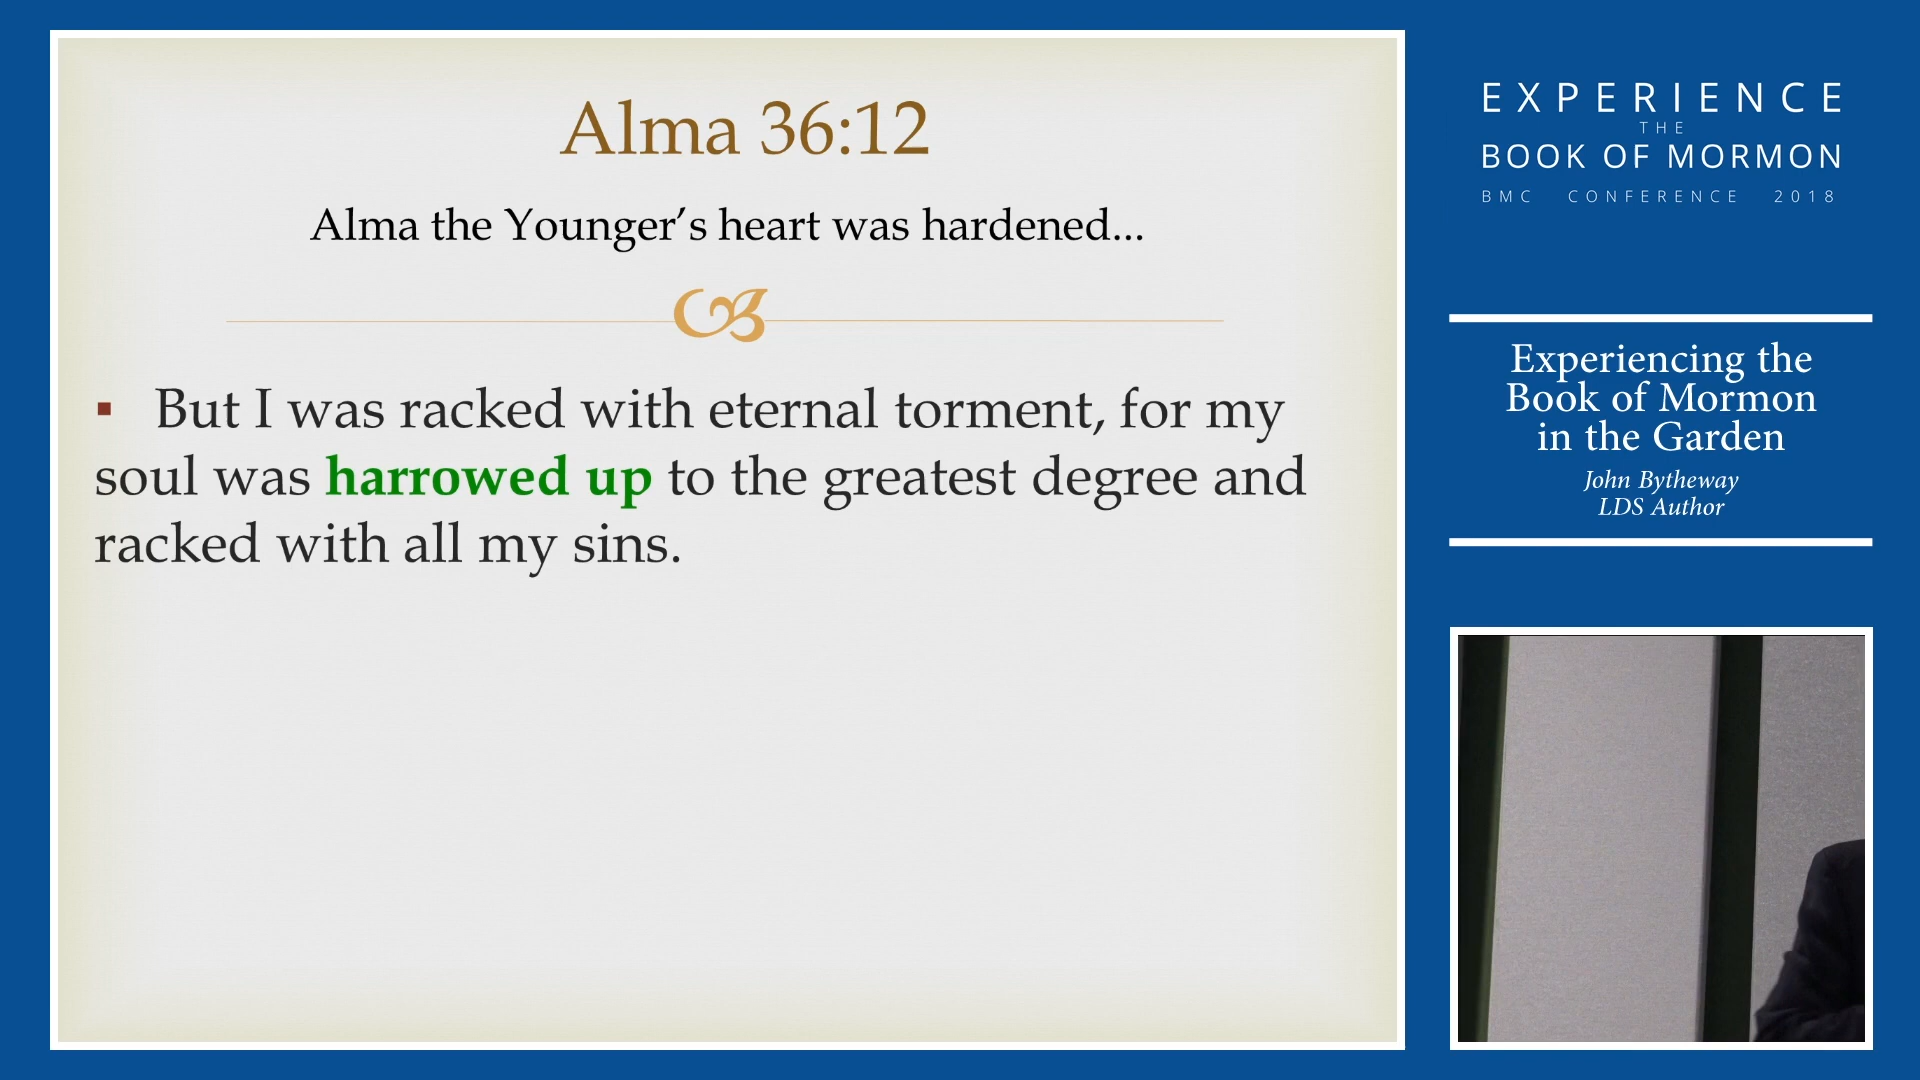 Alma 36:12
Alma the Younger’s heart was hardened...
▪ But I was racked with eternal torment, for my
soul was harrowed up to the greatest degree and
racked with all my sins.
EXPERIENCE
THE
BOOK OF MORMON
BMC CONFERENCE 2018
Experiencing the
Book of Mormon
in the Garden
John Bytheway
LDS Author